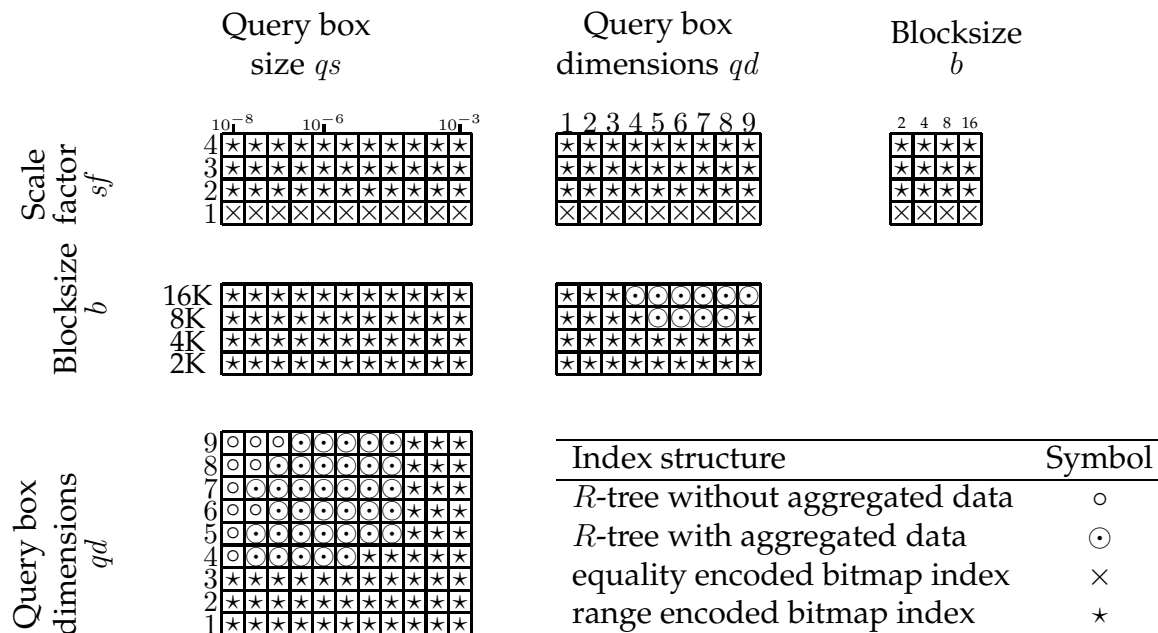 Query box
size qs
Query box
dimensions qd
Blocksize
b
10⁻⁸ 10⁻⁶ 10⁻³
1 2 3 4 5 6 7 8 9
2 4 8 16
Scale
factor
sf
4 ⋆ ⋆ ⋆ ⋆ ⋆ ⋆ ⋆ ⋆ ⋆ ⋆ ⋆ ⋆ ⋆ ⋆ ⋆ ⋆ ⋆ ⋆ ⋆ ⋆ ⋆ ⋆ ⋆ ⋆
3 ⋆ ⋆ ⋆ ⋆ ⋆ ⋆ ⋆ ⋆ ⋆ ⋆ ⋆ ⋆ ⋆ ⋆ ⋆ ⋆ ⋆ ⋆ ⋆ ⋆ ⋆ ⋆ ⋆ ⋆
2 ⋆ ⋆ ⋆ ⋆ ⋆ ⋆ ⋆ ⋆ ⋆ ⋆ ⋆ ⋆ ⋆ ⋆ ⋆ ⋆ ⋆ ⋆ ⋆ ⋆ ⋆ ⋆ ⋆ ⋆
1 × × × × × × × × × × × × × × × × × × × × × × × ×
Blocksize
b
16K ⋆ ⋆ ⋆ ⋆ ⋆ ⋆ ⋆ ⋆ ⋆ ⋆ ⋆ ⋆ ⋆ ⊙ ⊙ ⊙ ⊙ ⊙ ⊙
8K ⋆ ⋆ ⋆ ⋆ ⋆ ⋆ ⋆ ⋆ ⋆ ⋆ ⋆ ⋆ ⋆ ⋆ ⊙ ⊙ ⊙ ⊙ ⋆
4K ⋆ ⋆ ⋆ ⋆ ⋆ ⋆ ⋆ ⋆ ⋆ ⋆ ⋆ ⋆ ⋆ ⋆ ⋆ ⋆ ⋆ ⋆ ⋆ ⋆
2K ⋆ ⋆ ⋆ ⋆ ⋆ ⋆ ⋆ ⋆ ⋆ ⋆ ⋆ ⋆ ⋆ ⋆ ⋆ ⋆ ⋆ ⋆ ⋆ ⋆
Query box
dimensions
qd
9 ○ ○ ○ ⊙ ⊙ ⊙ ⊙ ⊙ ⋆ ⋆ ⋆
8 ○ ○ ⊙ ⊙ ⊙ ⊙ ⊙ ⊙ ⋆ ⋆ ⋆
7 ○ ⊙ ⊙ ⊙ ⊙ ⊙ ⊙ ⊙ ⋆ ⋆ ⋆
6 ○ ○ ⊙ ⊙ ⊙ ⊙ ⊙ ⊙ ⋆ ⋆ ⋆
5 ○ ⊙ ⊙ ⊙ ⊙ ⊙ ⊙ ⊙ ⋆ ⋆ ⋆
4 ○ ⊙ ⊙ ⊙ ⊙ ⊙ ⋆ ⋆ ⋆ ⋆ ⋆
3 ⋆ ⋆ ⋆ ⋆ ⋆ ⋆ ⋆ ⋆ ⋆ ⋆ ⋆
2 ⋆ ⋆ ⋆ ⋆ ⋆ ⋆ ⋆ ⋆ ⋆ ⋆ ⋆
1 ⋆ ⋆ ⋆ ⋆ ⋆ ⋆ ⋆ ⋆ ⋆ ⋆ ⋆
Index structure Symbol
R-tree without aggregated data ○
R-tree with aggregated data ⊙
equality encoded bitmap index ×
range encoded bitmap index ⋆